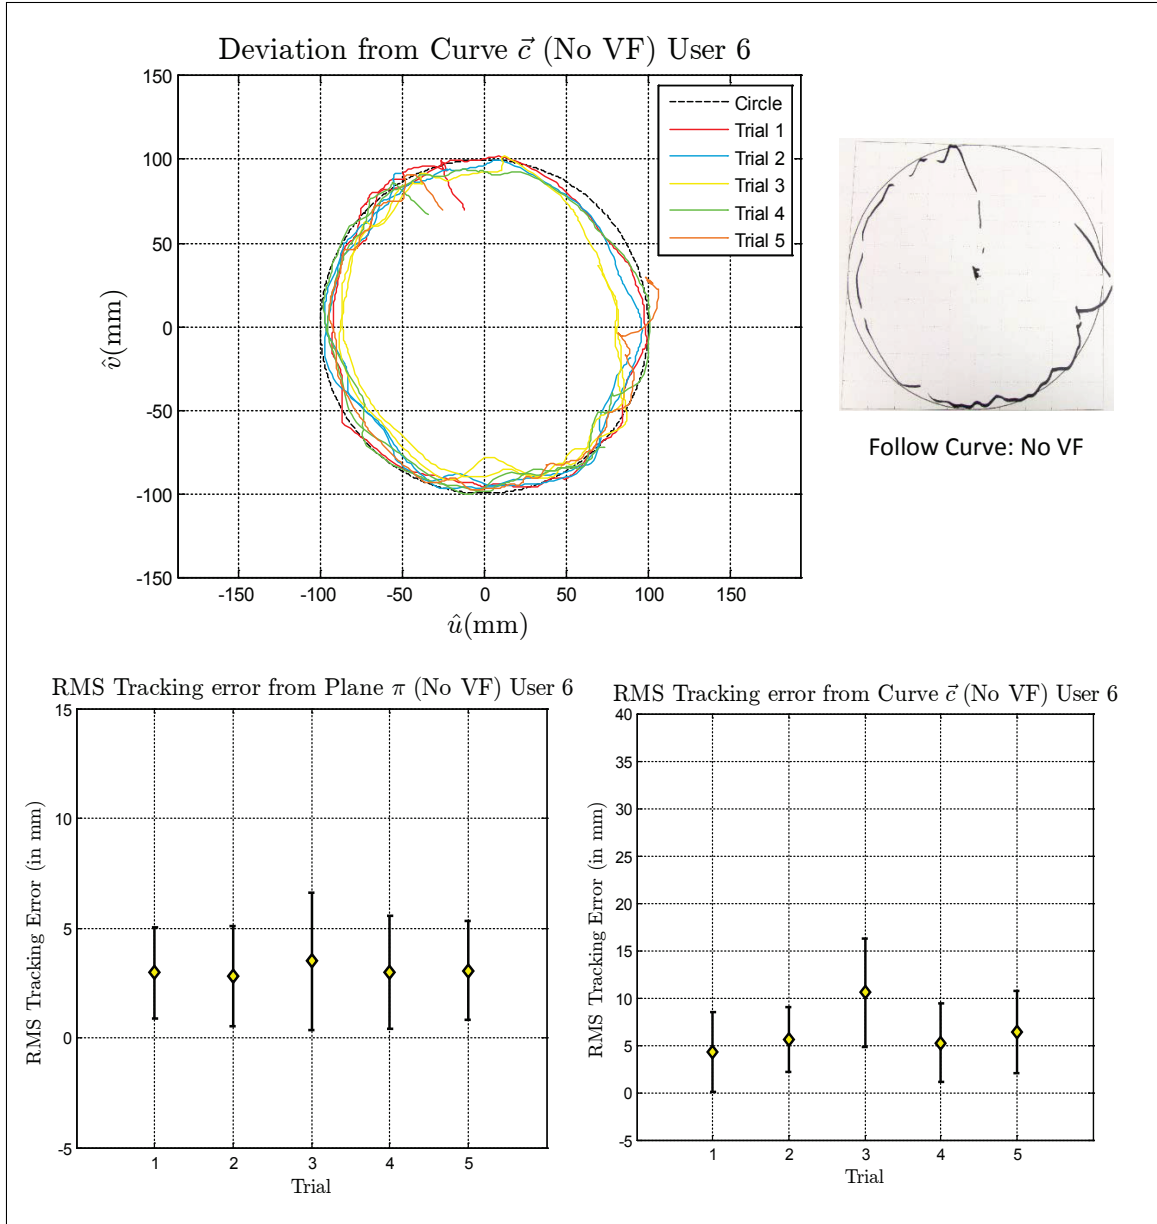 Deviation from Curve c⃗ (No VF) User 6
150
100
50
0
-50
-100
-150
-150
-100
-50
0
50
100
150
v̂(mm)
û(mm)
Circle
Trial 1
Trial 2
Trial 3
Trial 4
Trial 5
Follow Curve: No VF
RMS Tracking error from Plane π (No VF) User 6
15
10
5
0
-5
1
2
3
4
5
RMS Tracking Error (in mm)
Trial
RMS Tracking error from Curve c⃗ (No VF) User 6
40
35
30
25
20
15
10
5
0
-5
1
2
3
4
5
RMS Tracking Error (in mm)
Trial